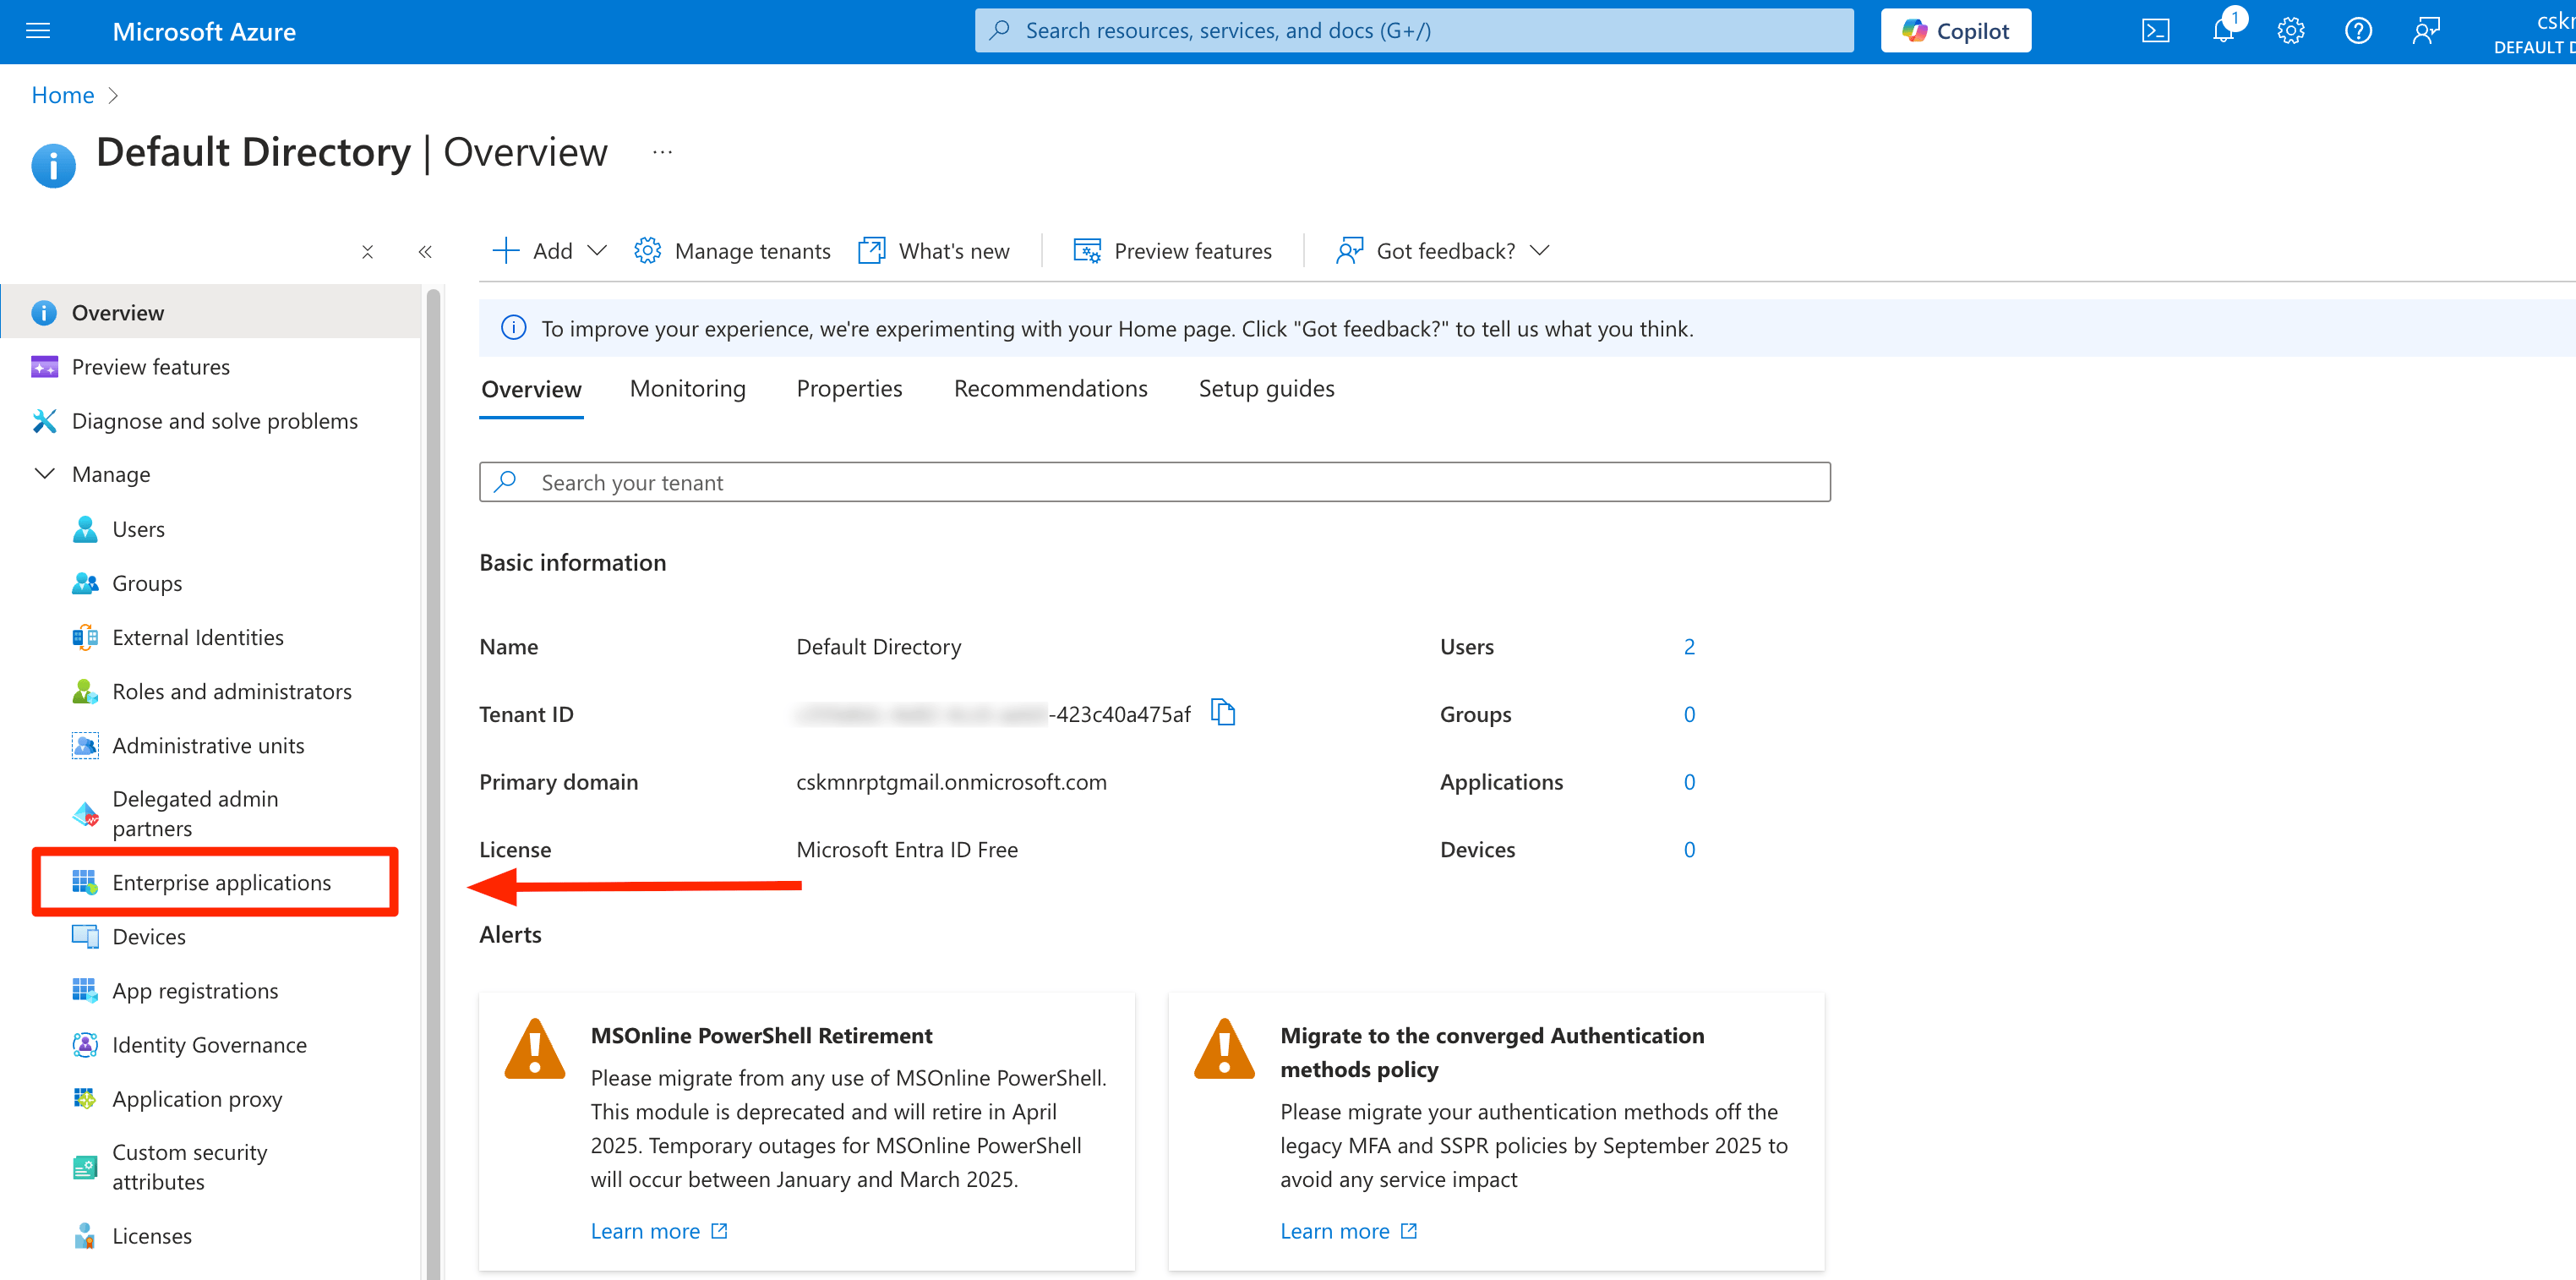 Microsoft Azure
Search resources, services, and docs (G+/)
Copilot
1
DEFAULT
Home
Default Directory | Overview
...
Add
Manage tenants
What's new
Preview features
Got feedback?
Overview
Preview features
Diagnose and solve problems
Manage
Users
Groups
External Identities
Roles and administrators
Administrative units
Delegated admin
partners
Enterprise applications
Devices
App registrations
Identity Governance
Application proxy
Custom security
attributes
Licenses
To improve your experience, we're experimenting with your Home page. Click "Got feedback?" to tell us what you think.
Overview Monitoring Properties Recommendations Setup guides
Search your tenant
Basic information
Name Default Directory Users 2
Tenant ID -423c40a475af Groups 0
Primary domain cskmnrptgmail.onmicrosoft.com Applications 0
License Microsoft Entra ID Free Devices 0
Alerts
MSOnline PowerShell Retirement
Please migrate from any use of MSOnline PowerShell.
This module is deprecated and will retire in April
2025. Temporary outages for MSOnline PowerShell
will occur between January and March 2025.
Learn more
Migrate to the converged Authentication
methods policy
Please migrate your authentication methods off the
legacy MFA and SSPR policies by September 2025 to
avoid any service impact
Learn more